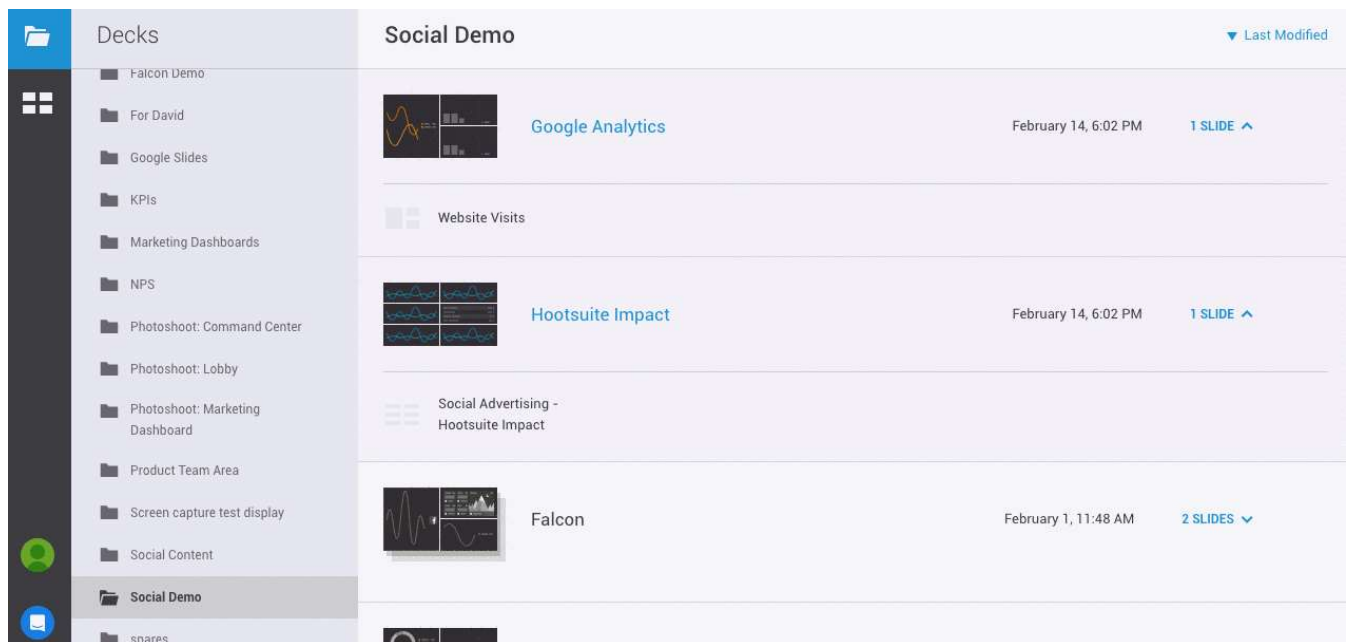 Decks
Falcon Demo
For David
Google Slides
KPIs
Marketing Dashboards
NPS
Photoshoot: Command Center
Photoshoot: Lobby
Photoshoot: Marketing
Dashboard
Product Team Area
Screen capture test display
Social Content
Social Demo
spares
Social Demo
Last Modified
Google Analytics
February 14, 6:02 PM
1 SLIDE
Website Visits
Hootsuite Impact
February 14, 6:02 PM
1 SLIDE
Social Advertising -
Hootsuite Impact
Falcon
February 1, 11:48 AM
2 SLIDES